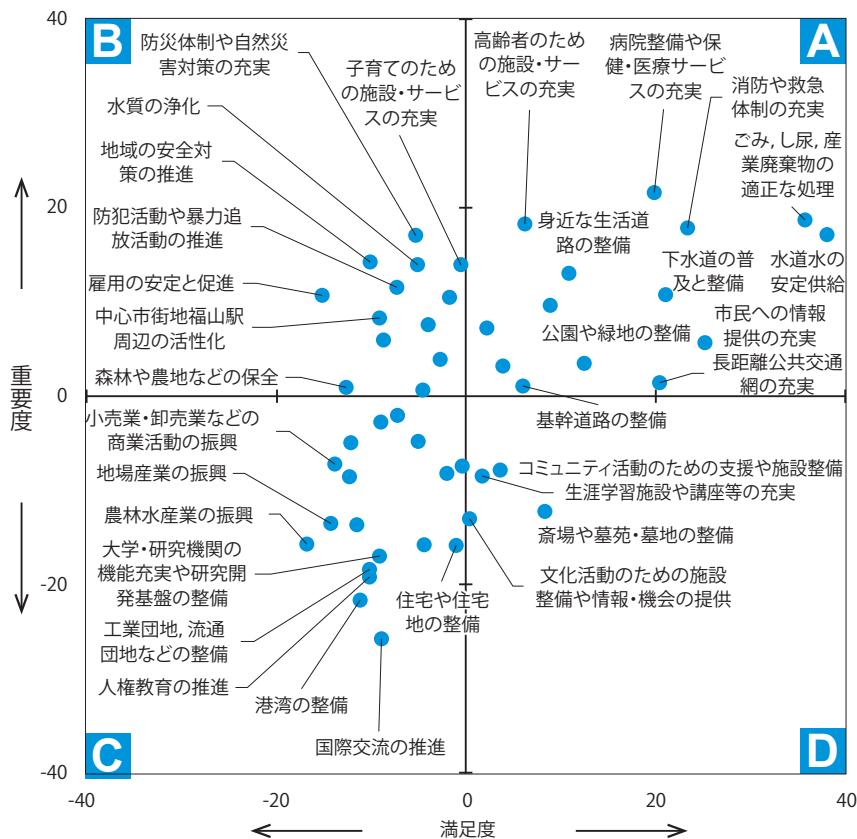 40
B
A
防災体制や自然災
害対策の充実
子育てのため
の施設・サービ
スの充実
高齢者のため
の施設・サー
ビスの充実
病院整備や保
健・医療サービ
スの充実
消防や救急
体制の充実
水質の浄化
ごみ, し尿, 産
業廃棄物の
適正な処理
地域の安全対
策の推進
20
防犯活動や暴力追
放活動の推進
身近な生活道
路の整備
下水道の普
及と整備
水道水の
安定供給
雇用の安定と促進
中心市街地福山駅
周辺の活性化
公園や緑地の整備
市民への情報
提供の充実
長距離公共交通
網の充実
森林や農地などの保全
重要度
0
基幹道路の整備
小売業・卸売業などの
商業活動の振興
地場産業の振興
コミュニティ活動のための支援や施設整備
生涯学習施設や講座等の充実
農林水産業の振興
斎場や墓苑・墓地の整備
大学・研究機関の
機能充実や研究開
発基盤の整備
文化活動のための施設
整備や情報・機会の提供
住宅や住宅
地の整備
-20
工業団地, 流通
団地などの整備
人権教育の推進
港湾の整備
国際交流の推進
C
D
-40
-40
-20
0
20
40
満足度